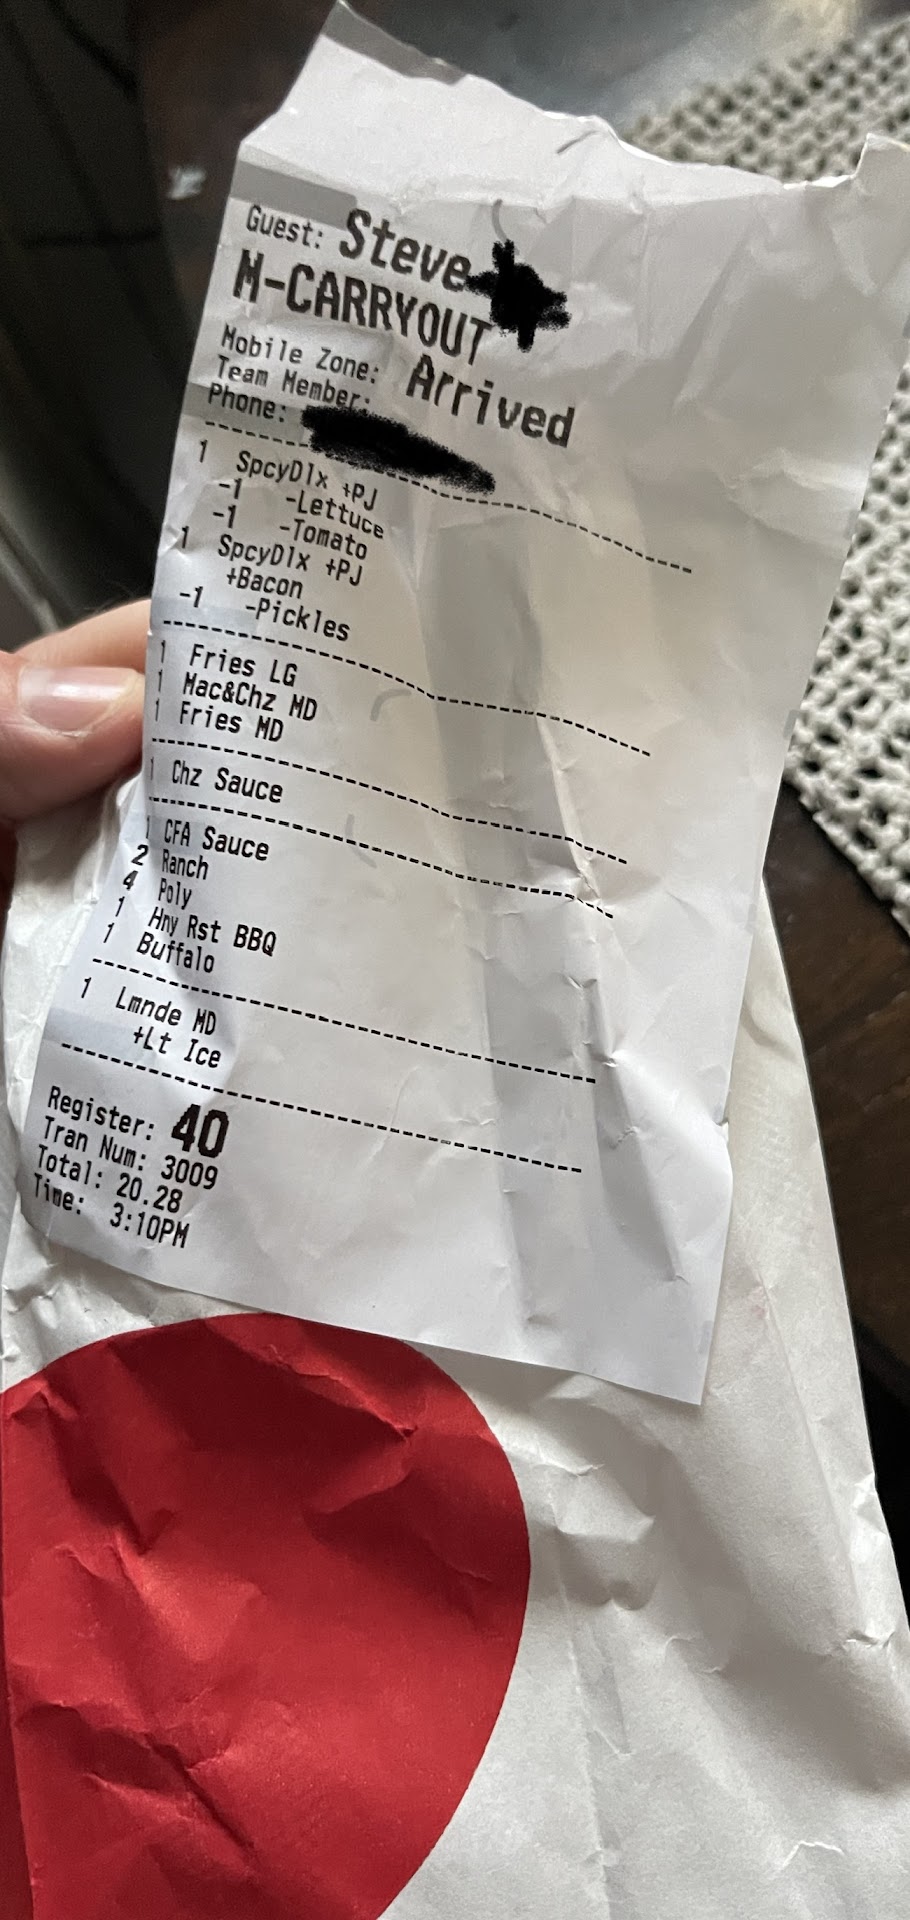 Guest: Steve
M-CARRYOUT
Mobile Zone: Arrived
Team Member:
Phone:
1 SpcyDlx +PJ
-1 -Lettuce
-1 -Tomato
1 SpcyDlx +PJ
+Bacon
-1 -Pickles
1 Fries LG
1 Mac&Chz MD
1 Fries MD
1 Chz Sauce
1 CFA Sauce
2 Ranch
4 Poly
1 Hny Rst BBQ
1 Buffalo
1 Lmnde MD
+Lt Ice
Register: 40
Tran Num: 3009
Total: 20.28
Time: 3:10PM